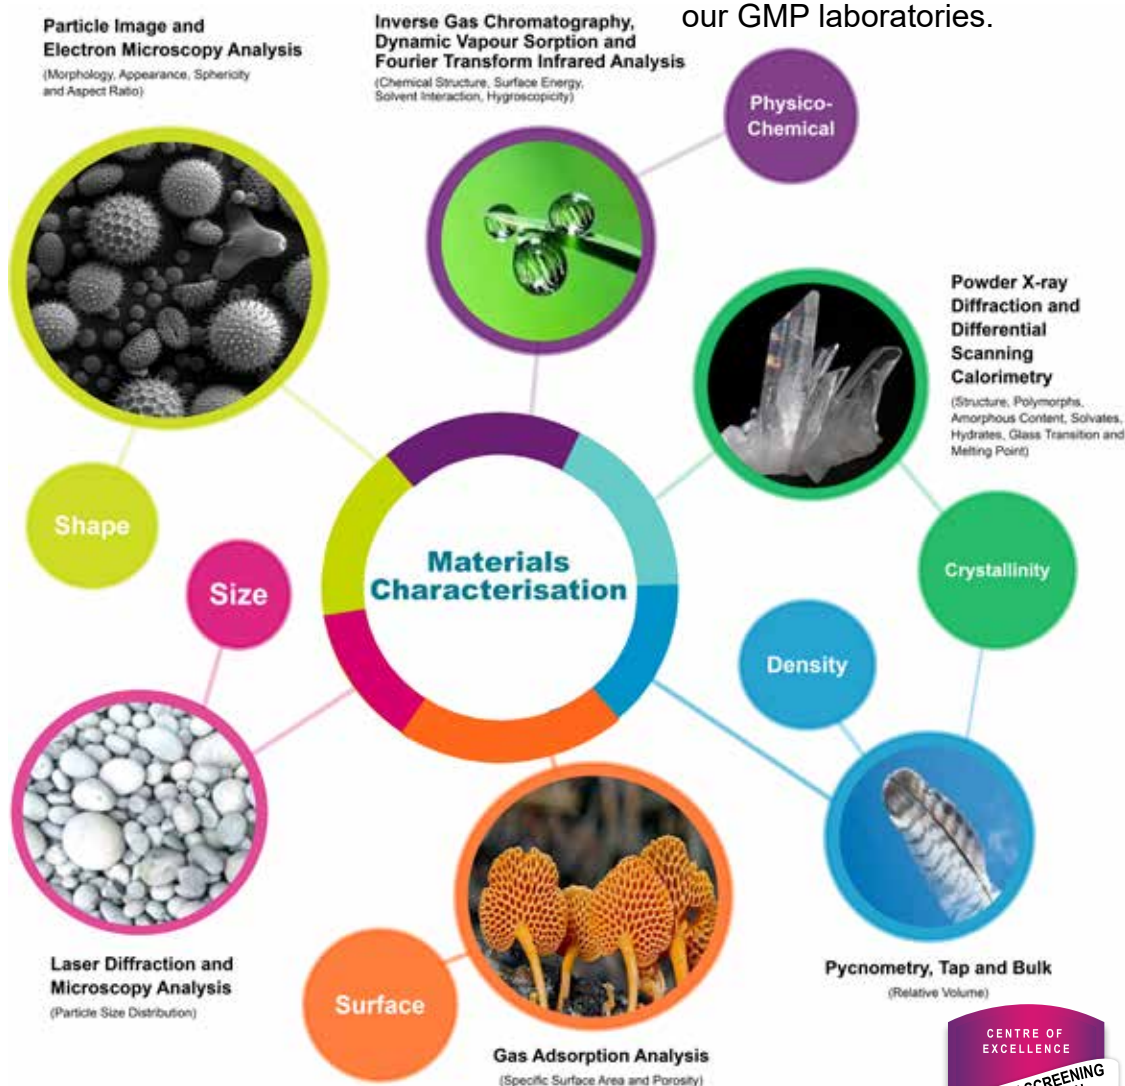 our GMP laboratories.
Particle Image and
Electron Microscopy Analysis
(Morphology, Appearance, Sphericity
and Aspect Ratio)
Inverse Gas Chromatography,
Dynamic Vapour Sorption and
Fourier Transform Infrared Analysis
(Chemical Structure, Surface Energy,
Solvent Interaction, Hygroscopicity)
Physico-
Chemical
Powder X-ray
Diffraction and
Differential
Scanning
Calorimetry
(Structure, Polymorphs,
Amorphous Content, Solvates,
Hydrates, Glass Transition and
Melting Point)
Shape
Size
Materials
Characterisation
Crystallinity
Density
Laser Diffraction and
Microscopy Analysis
(Particle Size Distribution)
Surface
Gas Adsorption Analysis
(Specific Surface Area and Porosity)
Pycnometry, Tap and Bulk
(Relative Volume)
CENTRE OF
EXCELLENCE
SCREENING